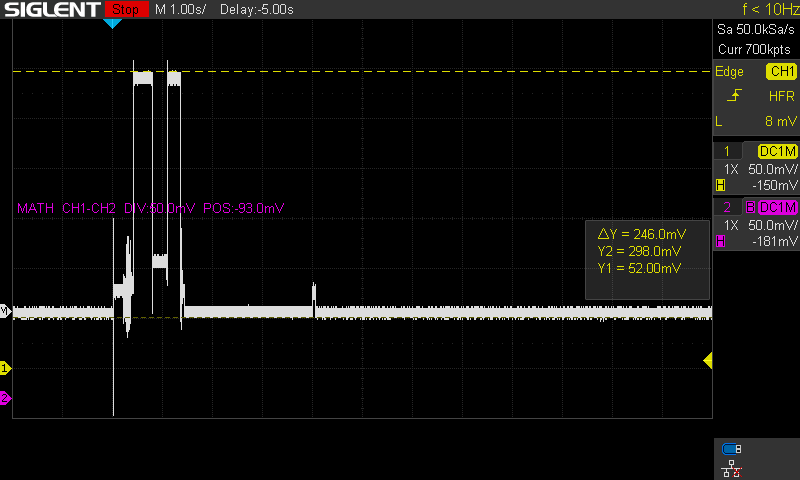 SIGLENT Stop M 1.00s/ Delay:-5.00s f < 10Hz
Sa 50.0kSa/s
Curr 700kpts
Edge CH1
HFR
L 8 mV
1 DC1M
1X 50.0mV/
H -150mV
2 B DC1M
1X 50.0mV/
H -181mV
MATH CH1-CH2 DIV:50.0mV POS:-93.0mV
ΔY = 246.0mV
Y2 = 298.0mV
Y1 = 52.00mV
M
1
2